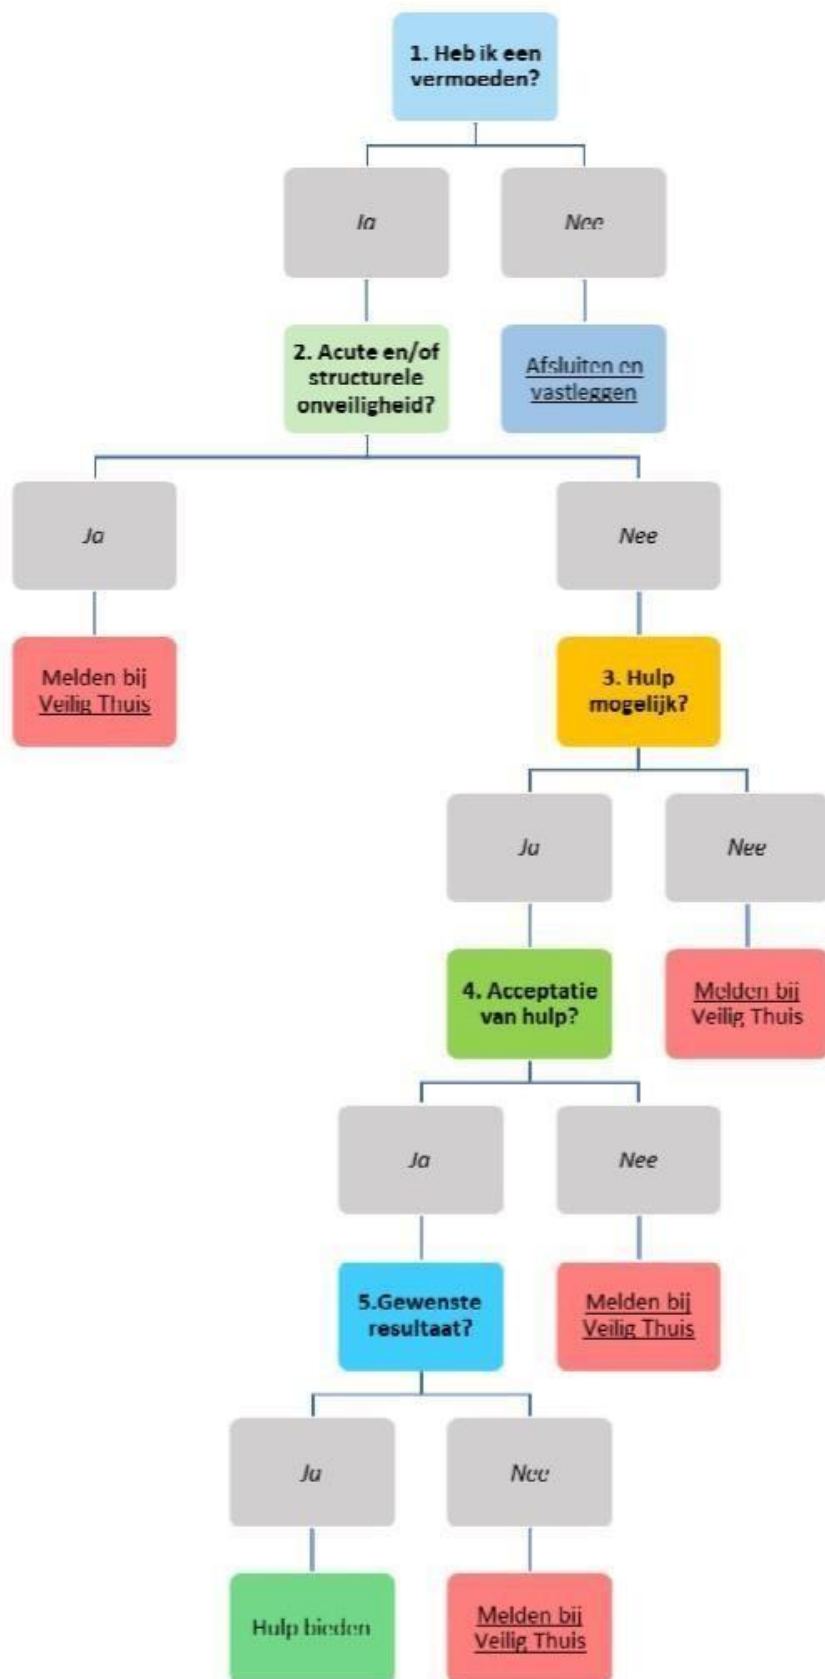 1. Heb ik een
vermoeden?
Ja
Nee
2. Acute en/of
structurele
onveiligheid?
Afsluiten en
vastleggen
Ja
Nee
Melden bij
Veilig Thuis
3. Hulp
mogelijk?
Ja
Nee
4. Acceptatie
van hulp?
Melden bij
Veilig Thuis
Ja
Nee
5.Gewenste
resultaat?
Melden bij
Veilig Thuis
Ja
Nee
Hulp bieden
Melden bij
Veilig Thuis